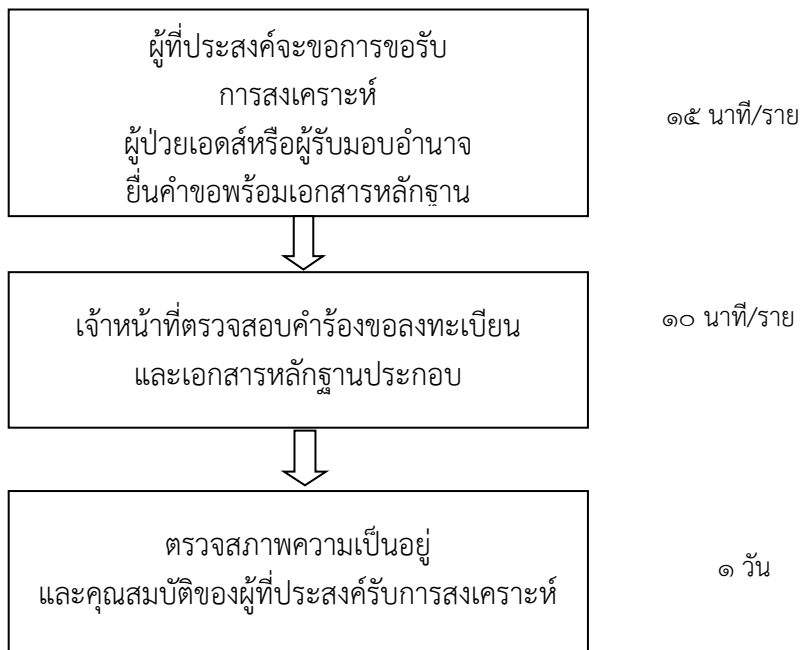 ผู้ที่ประสงค์จะขอการขอรับ
การสงเคราะห์
ผู้ป่วยเอดส์หรือผู้รับมอบอำนาจ
ยื่นคำขอพร้อมเอกสารหลักฐาน
๑๕ นาที/ราย
เจ้าหน้าที่ตรวจสอบคำร้องขอลงทะเบียน
และเอกสารหลักฐานประกอบ
๑๐ นาที/ราย
ตรวจสภาพความเป็นอยู่
และคุณสมบัติของผู้ที่ประสงค์รับการสงเคราะห์
๑ วัน